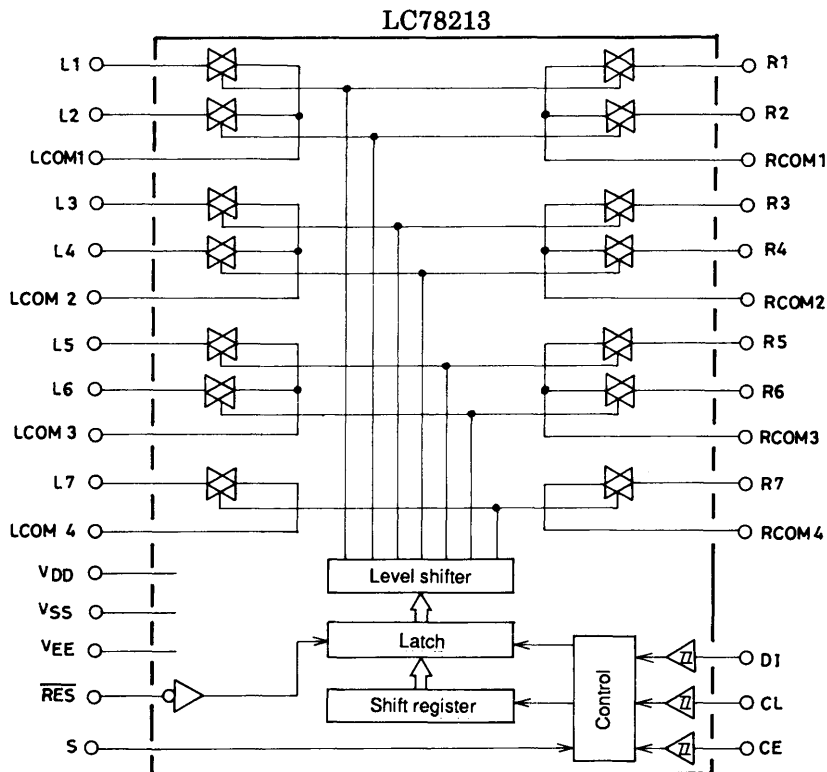 LC78213
L1 R1
L2 R2
LCOM1 RCOM1
L3 R3
L4 R4
LCOM 2 RCOM2
L5 R5
L6 R6
LCOM 3 RCOM3
L7 R7
LCOM 4 RCOM4
VDD
Level shifter
VSS
VEE
Latch
DI
RES
Shift register
Control
CL
S
CE